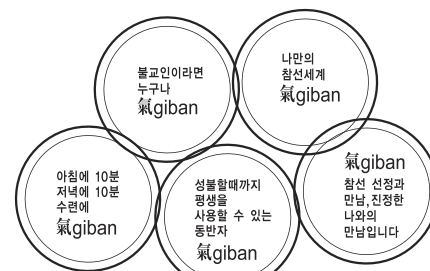 불교인이라면
누구나
氣giban
나만의
참선세계
氣giban
아침에 10분
저녁에 10분
수련에
氣giban
성불할때까지
평생을
사용할 수 있는
동반자
氣giban
氣giban
참선 선정과
만남,진정한
나와의
만남입니다